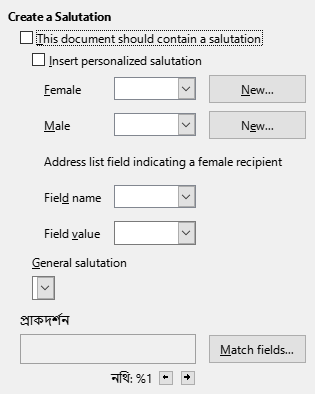 Create a Salutation
This document should contain a salutation
Insert personalized salutation
Female New...
Male New...
Address list field indicating a female recipient
Field name
Field value
General salutation
প্রাকদর্শন
Match fields...
নথি: %1